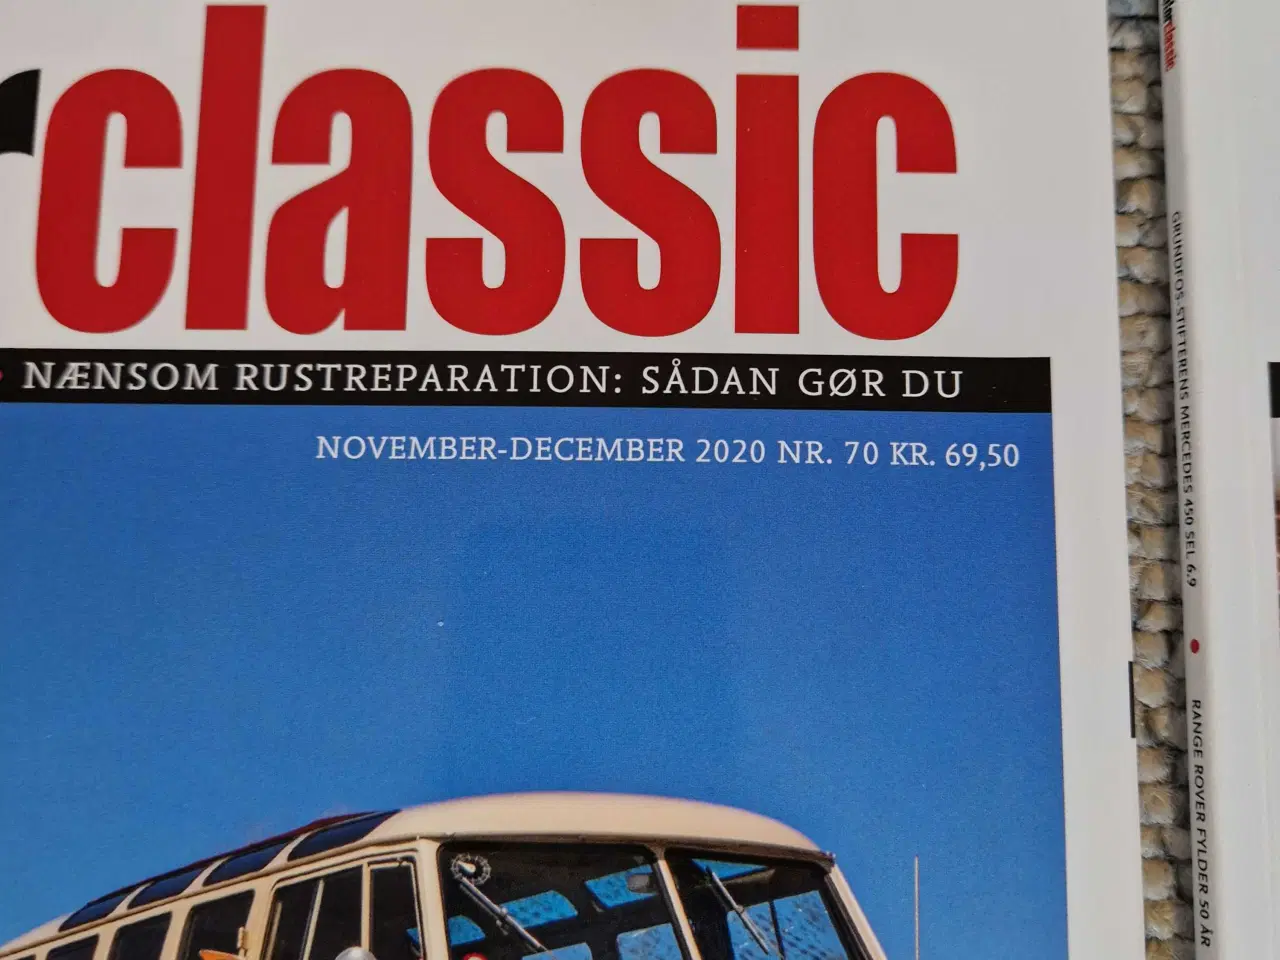 classic
NÆNSOM RUSTREPARATION: SÅDAN GØR DU
NOVEMBER-DECEMBER 2020 NR. 70 KR. 69,50
classic
GRUNDFOS-STIFTERENS MERCEDES 450 SEL 6.9 • RANGE ROVER FYLDER 50 ÅR